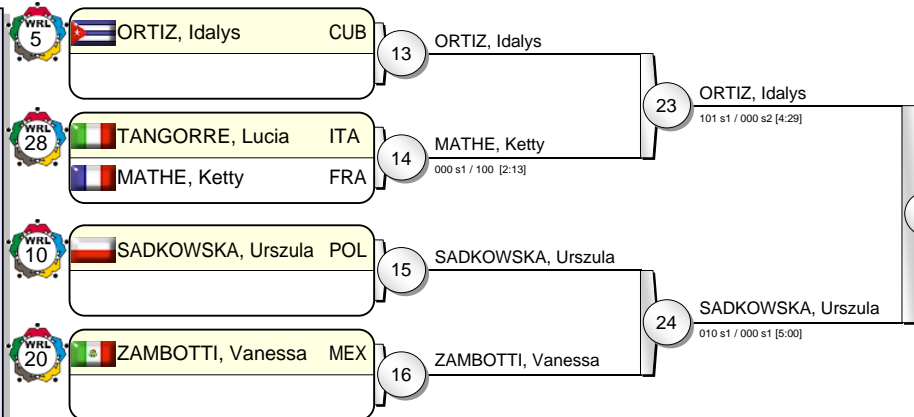 WRL
5
ORTIZ, Idalys CUB
13
ORTIZ, Idalys
23
ORTIZ, Idalys
101 s1 / 000 s2 [4:29]
WRL
28
TANGORRE, Lucia ITA
MATHE, Ketty FRA
14
MATHE, Ketty
000 s1 / 100 [2:13]
WRL
10
SADKOWSKA, Urszula POL
15
SADKOWSKA, Urszula
24
SADKOWSKA, Urszula
010 s1 / 000 s1 [5:00]
WRL
20
ZAMBOTTI, Vanessa MEX
16
ZAMBOTTI, Vanessa